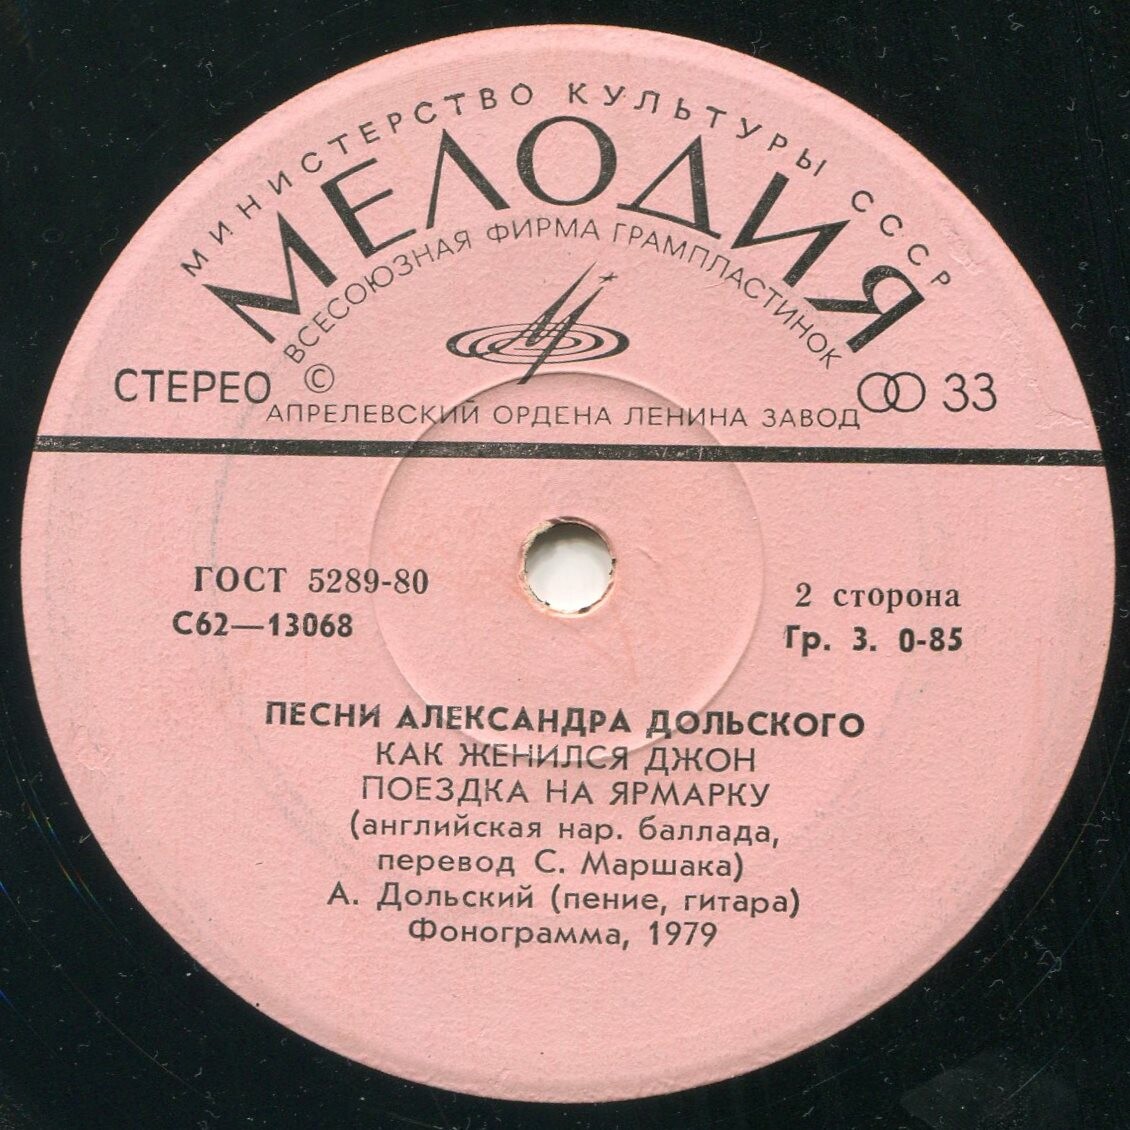 МИНИСТЕРСТВО КУЛЬТУРЫ СССР
МЕЛОДИЯ
ВСЕСОЮЗНАЯ ФИРМА ГРАМПЛАСТИНОК
СТЕРЕО © 33
АПРЕЛЕВСКИЙ ОРДЕНА ЛЕНИНА ЗАВОД
ГОСТ 5289-80 2 сторона
С62—13068 Гр. 3. 0-85
ПЕСНИ АЛЕКСАНДРА ДОЛЬСКОГО
КАК ЖЕНИЛСЯ ДЖОН
ПОЕЗДКА НА ЯРМАРКУ
(английская нар. баллада,
перевод С. Маршака)
А. Дольский (пение, гитара)
Фонограмма, 1979